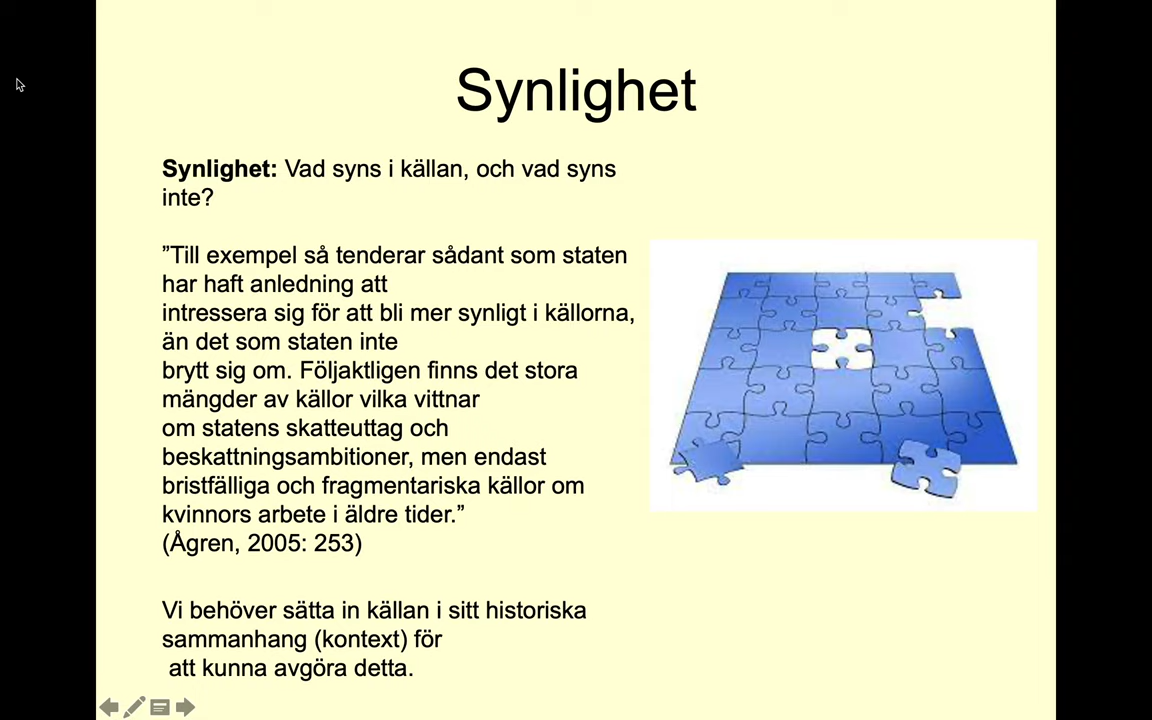 Synlighet
Synlighet: Vad syns i källan, och vad syns
inte?
”Till exempel så tenderar sådant som staten
har haft anledning att
intressera sig för att bli mer synligt i källorna,
än det som staten inte
brytt sig om. Följaktligen finns det stora
mängder av källor vilka vittnar
om statens skatteuttag och
beskattningsambitioner, men endast
bristfälliga och fragmentariska källor om
kvinnors arbete i äldre tider.”
(Ågren, 2005: 253)
Vi behöver sätta in källan i sitt historiska
sammanhang (kontext) för
att kunna avgöra detta.